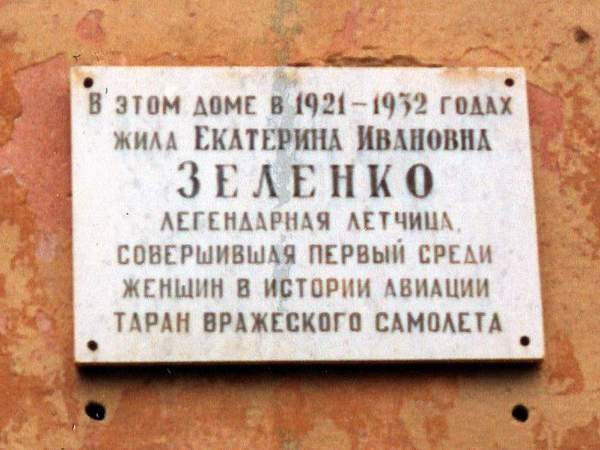 В ЭТОМ ДОМЕ В 1921-1932 ГОДАХ
ЖИЛА ЕКАТЕРИНА ИВАНОВНА
ЗЕЛЕНКО
ЛЕГЕНДАРНАЯ ЛЕТЧИЦА,
СОВЕРШИВШАЯ ПЕРВЫЙ СРЕДИ
ЖЕНЩИН В ИСТОРИИ АВИАЦИИ
ТАРАН ВРАЖЕСКОГО САМОЛЕТА